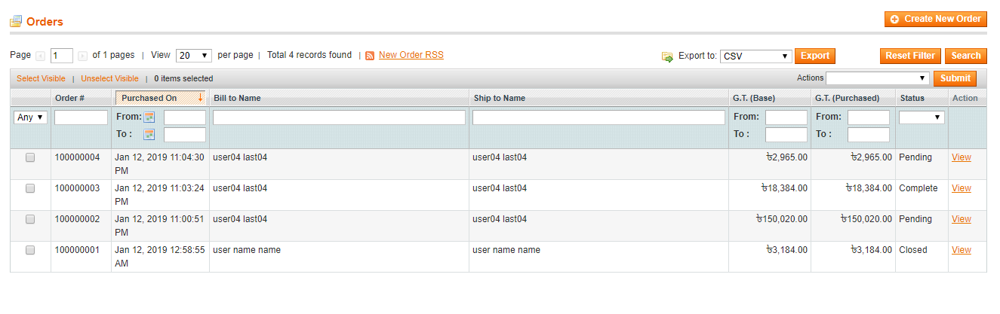 Orders
Create New Order
Page 1 of 1 pages | View 20 per page | Total 4 records found | New Order RSS
Export to: CSV Export Reset Filter Search
Select Visible | Unselect Visible | 0 items selected
Actions Submit
Order # Purchased On Bill to Name Ship to Name G.T. (Base) G.T. (Purchased) Status Action
Any From: From: From:
To : To : To :
100000004 Jan 12, 2019 11:04:30 user04 last04 user04 last04 ৳2,965.00 ৳2,965.00 Pending View
PM
100000003 Jan 12, 2019 11:03:24 user04 last04 user04 last04 ৳18,384.00 ৳18,384.00 Complete View
PM
100000002 Jan 12, 2019 11:00:51 user04 last04 user04 last04 ৳150,020.00 ৳150,020.00 Pending View
PM
100000001 Jan 12, 2019 12:58:55 user name name user name name ৳3,184.00 ৳3,184.00 Closed View
AM